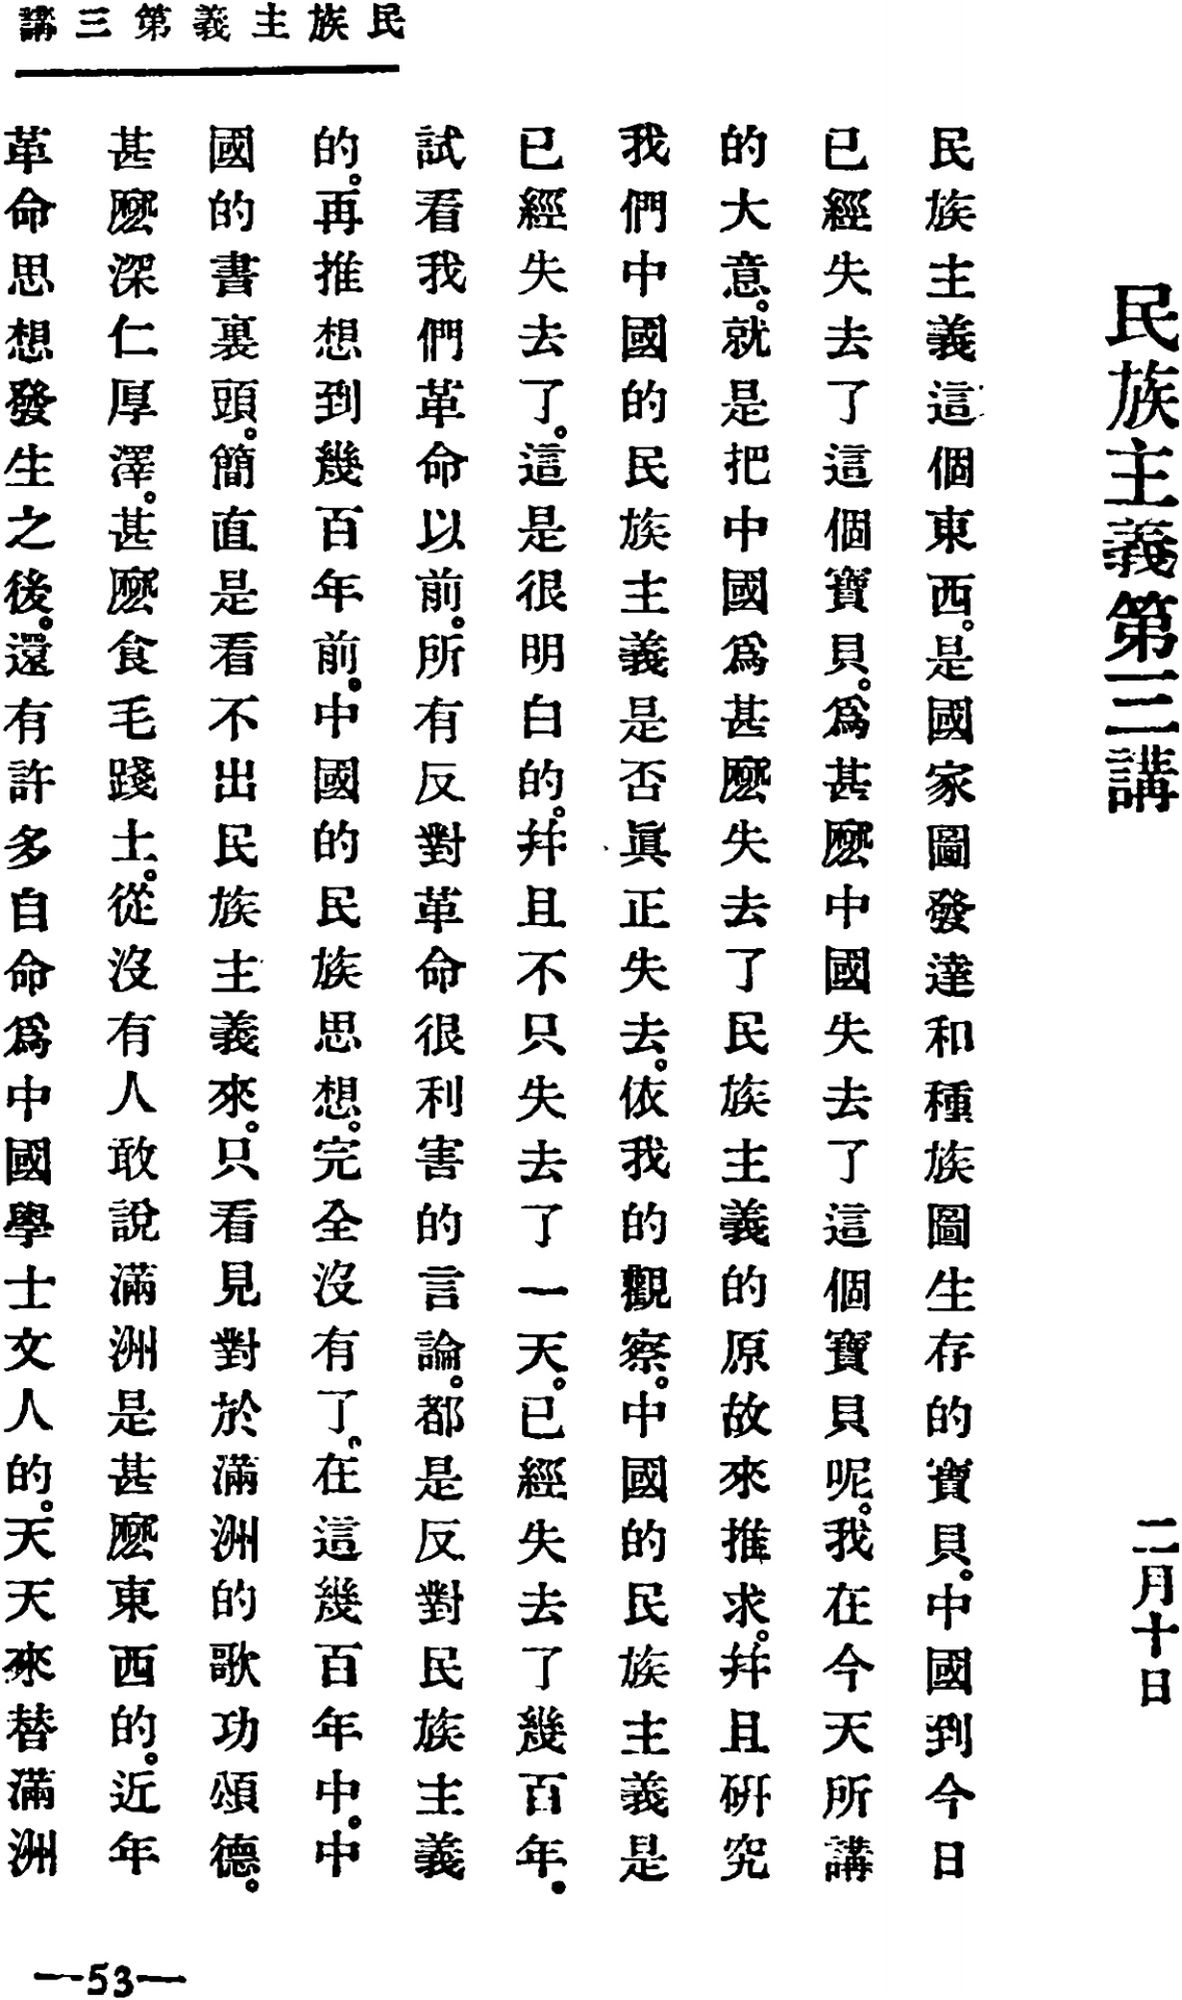 民族主義第三講
民族主義第三講
二月十日
民族主義這個東西。是國家圖發達和種族圖生存的寶貝。中國到今日
已經失去了這個寶貝。爲甚麼中國失去了這個寶貝呢。我在今天所講
的大意。就是把中國爲甚麼失去了民族主義的原故來推求。幷且硏究
我們中國的民族主義是否眞正失去。依我的觀察。中國的民族主義是
已經失去了。這是很明白的。幷且不只失去了一天。已經失去了幾百年。
試看我們革命以前。所有反對革命很利害的言論。都是反對民族主義
的。再推想到幾百年前。中國的民族思想。完全沒有了。在這幾百年中。中
國的書裏頭。簡直是看不出民族主義來。只看見對於滿洲的歌功頌德。
甚麼深仁厚澤。甚麼食毛踐土。從沒有人敢說滿洲是甚麼東西的。近年
革命思想發生之後。還有許多自命爲中國學士文人的。天天來替滿洲
—53—